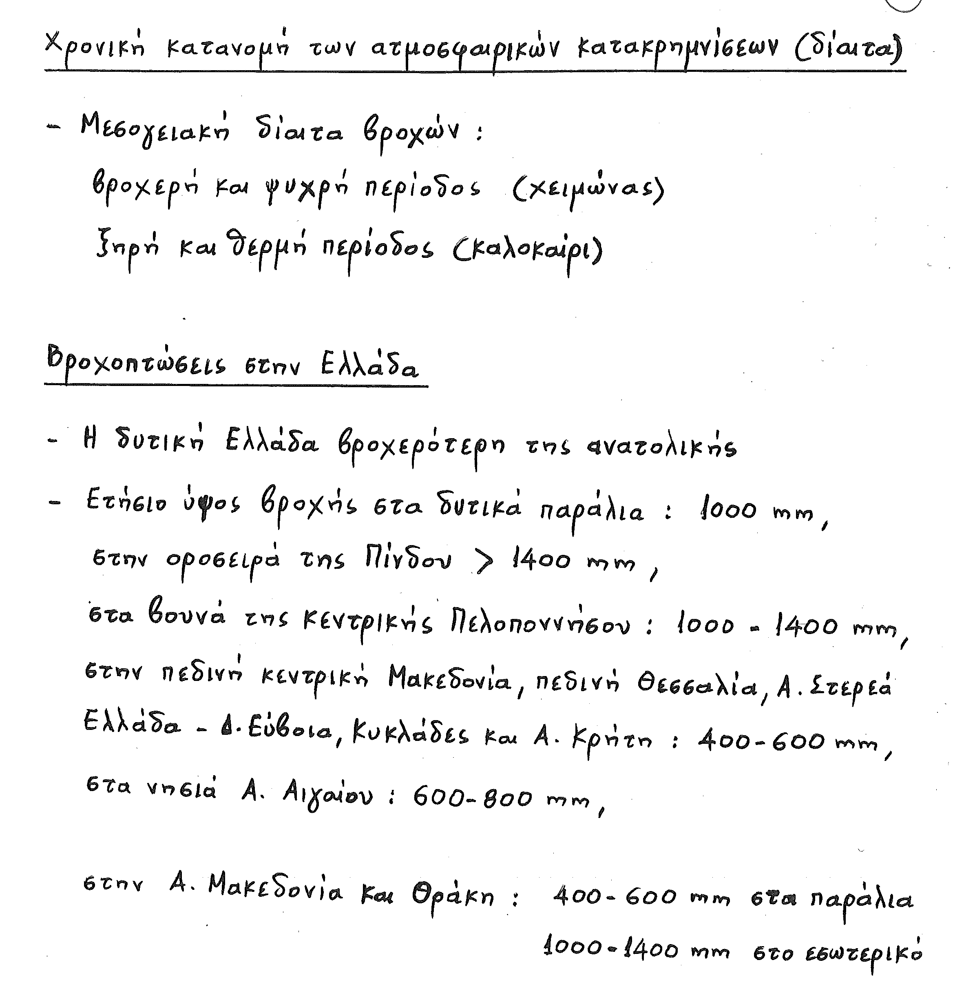 Χρονική κατανομή των ατμοσφαιρικών κατακρημνίσεων (δίαιτα)
- Μεσογειακή δίαιτα βροχών :
βροχερή και ψυχρή περίοδος (χειμώνας)
ξηρή και θερμή περίοδος (καλοκαίρι)
Βροχοπτώσεις στην Ελλάδα
- Η δυτική Ελλάδα βροχερότερη της ανατολικής
- Ετήσιο ύψος βροχής στα δυτικά παράλια : 1000 mm,
στην οροσειρά της Πίνδου > 1400 mm,
στα βουνά της κεντρικής Πελοποννήσου : 1000 - 1400 mm,
στην πεδινή κεντρική Μακεδονία, πεδινή Θεσσαλία, Α. Στερεά
Ελλάδα - Δ. Εύβοια, Κυκλάδες και Α. Κρήτη : 400-600 mm,
στα νησιά Α. Αιγαίου : 600-800 mm,
στην Α. Μακεδονία και Θράκη : 400-600 mm στα παράλια
1000-1400 mm στο εσωτερικό